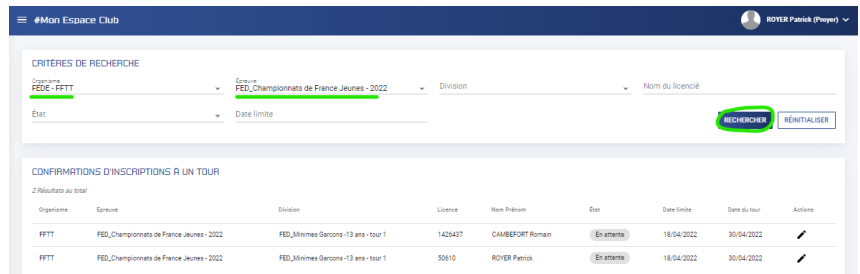 #Mon Espace Club
ROYER Patrick (Proyer)
CRITÈRES DE RECHERCHE
Organisme Épreuve
FEDE - FFTT FED_Championnats de France Jeunes - 2022 Division Nom du licencié
État Date limite
RECHERCHER RÉINITIALISER
CONFIRMATIONS D'INSCRIPTIONS À UN TOUR
2 Résultats au total
Organisme Épreuve Division Licence Nom Prénom État Date limite Date du tour Actions
FFTT FED_Championnats de France Jeunes - 2022 FED_Minimes Garcons -13 ans - tour 1 1426437 CAMBEFORT Romain En attente 18/04/2022 30/04/2022
FFTT FED_Championnats de France Jeunes - 2022 FED_Minimes Garcons -13 ans - tour 1 50610 ROYER Patrick En attente 18/04/2022 30/04/2022